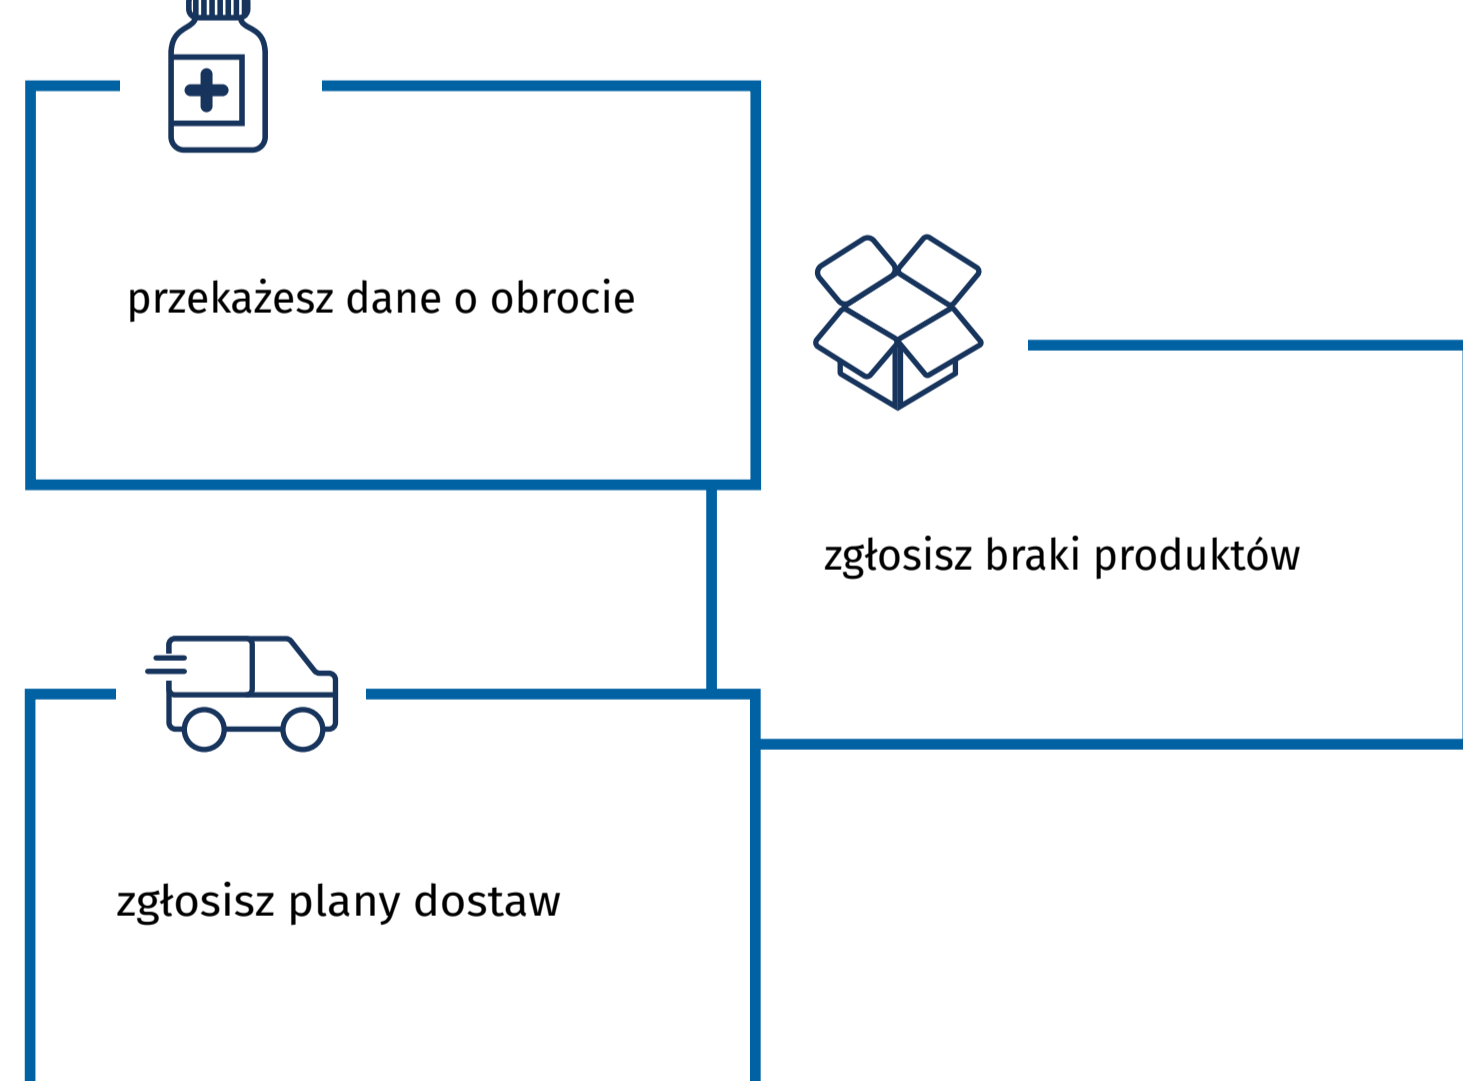 przekażesz dane o obrocie
zgłosisz braki produktów
zgłosisz plany dostaw